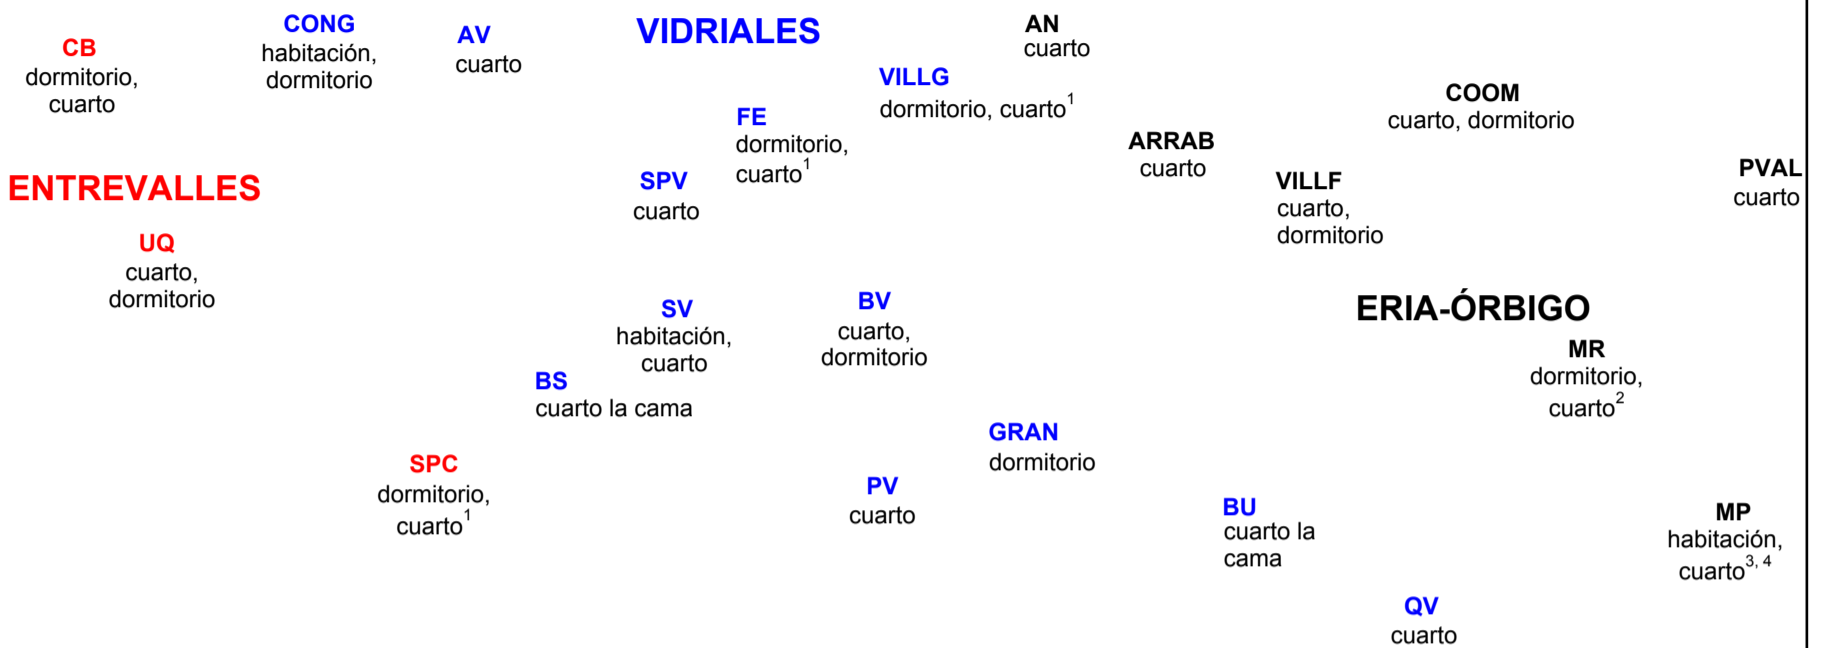 CB
dormitorio,
cuarto
CONG
habitación,
dormitorio
AV
cuarto
VIDRIALES
AN
cuarto
VILLG
dormitorio, cuarto¹
FE
dormitorio,
cuarto¹
COOM
cuarto, dormitorio
ARRAB
cuarto
ENTREVALLES
SPV
cuarto
VILLF
cuarto,
dormitorio
PVAL
cuarto
UQ
cuarto,
dormitorio
SV
habitación,
cuarto
BV
cuarto,
dormitorio
ERIA-ÓRBIGO
MR
dormitorio,
cuarto²
BS
cuarto la cama
GRAN
dormitorio
SPC
dormitorio,
cuarto¹
PV
cuarto
BU
cuarto la
cama
MP
habitación,
cuarto³, ⁴
QV
cuarto